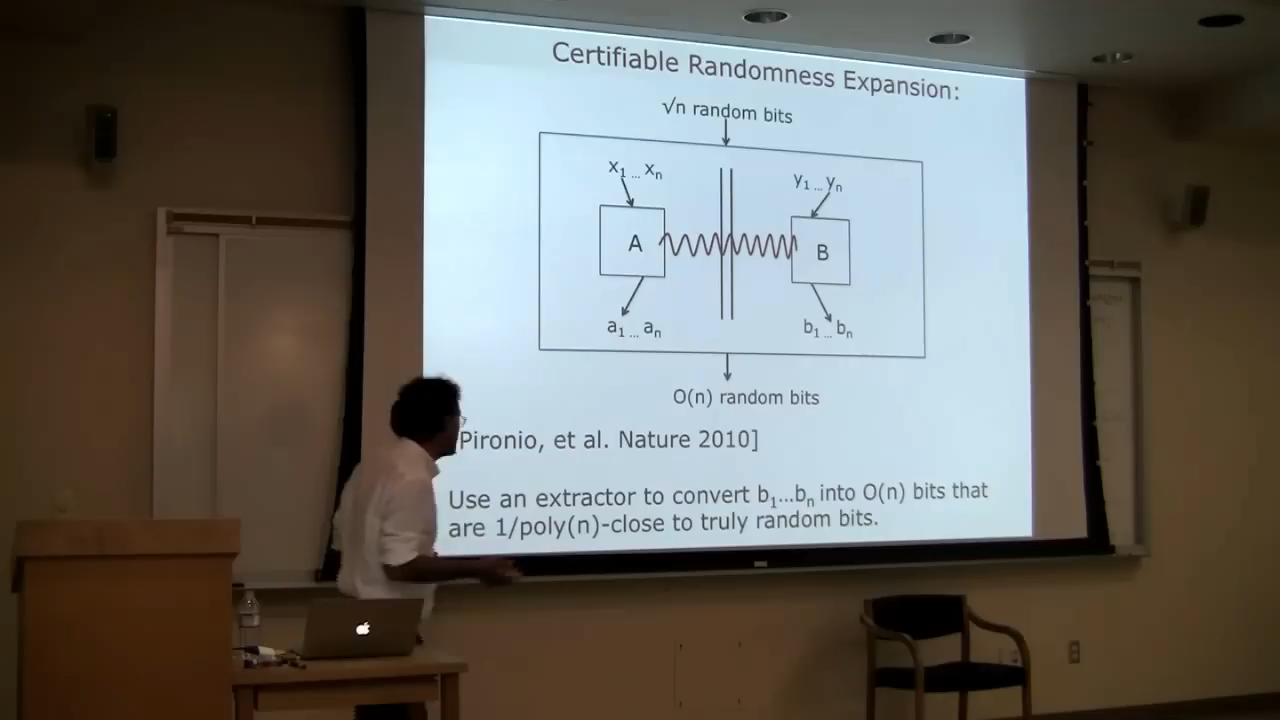 Certifiable Randomness Expansion:
√n random bits
x₁ ... xₙ
y₁ ... yₙ
A
B
a₁ ... aₙ
b₁ ... bₙ
O(n) random bits
Pironio, et al. Nature 2010]
Use an extractor to convert b₁...bₙ into O(n) bits that
are 1/poly(n)-close to truly random bits.